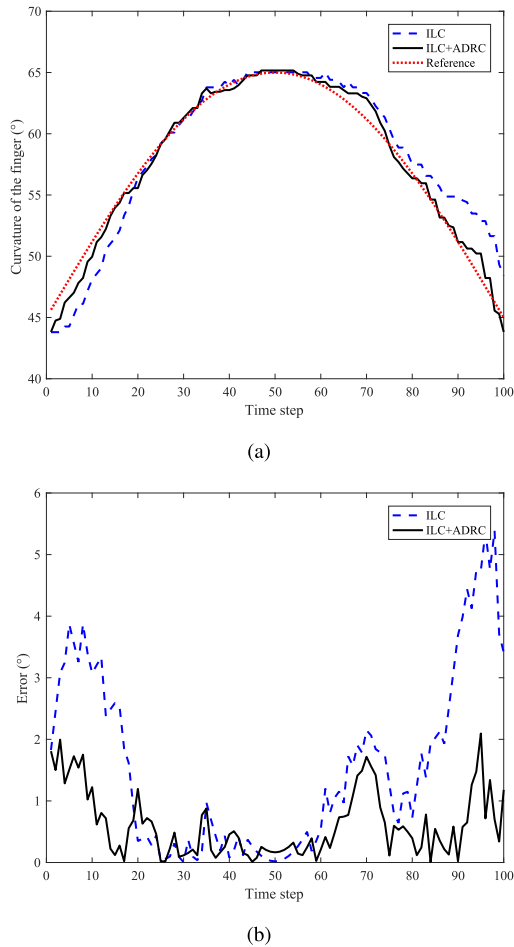 70
65
60
55
50
45
40
Curvature of the finger (°)
ILC
ILC+ADRC
Reference
0 10 20 30 40 50 60 70 80 90 100
Time step
(a)
6
5
4
3
2
1
0
Error (°)
ILC
ILC+ADRC
0 10 20 30 40 50 60 70 80 90 100
Time step
(b)